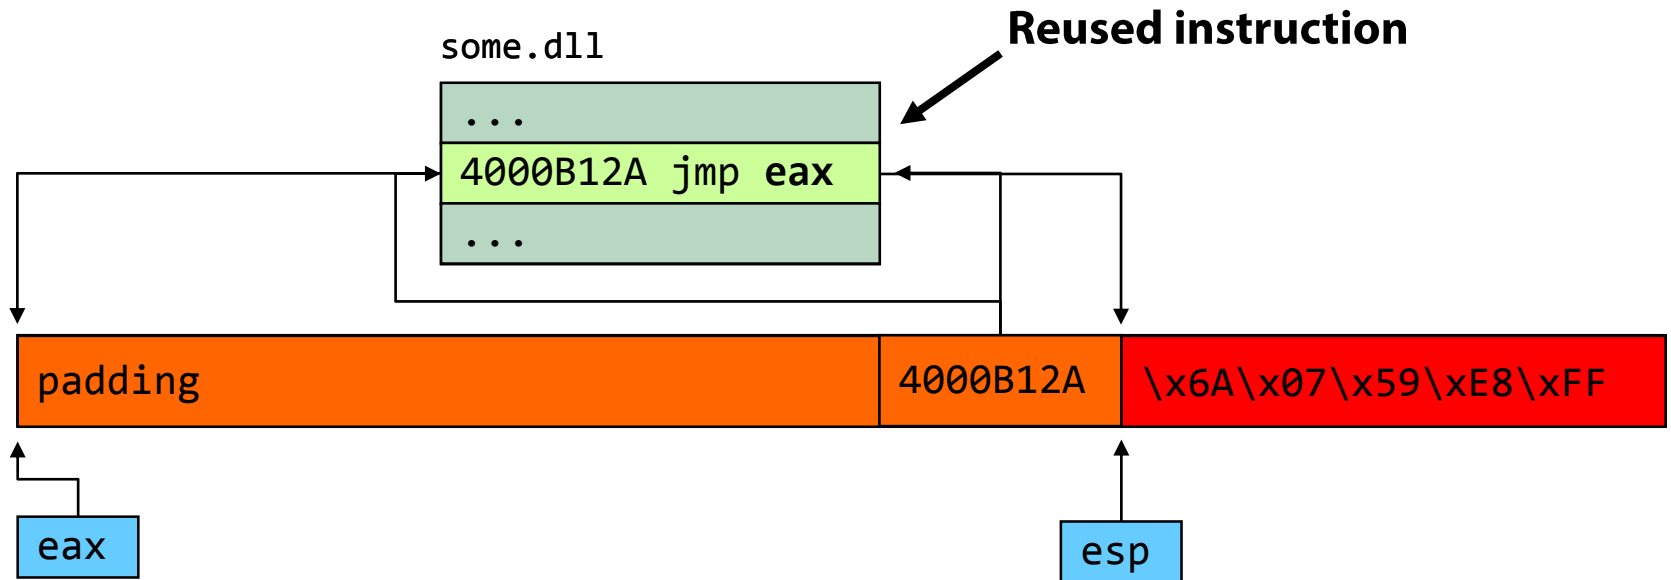 Reused instruction
some.dll
...
4000B12A jmp eax
...
padding
4000B12A
\x6A\x07\x59\xE8\xFF
eax
esp